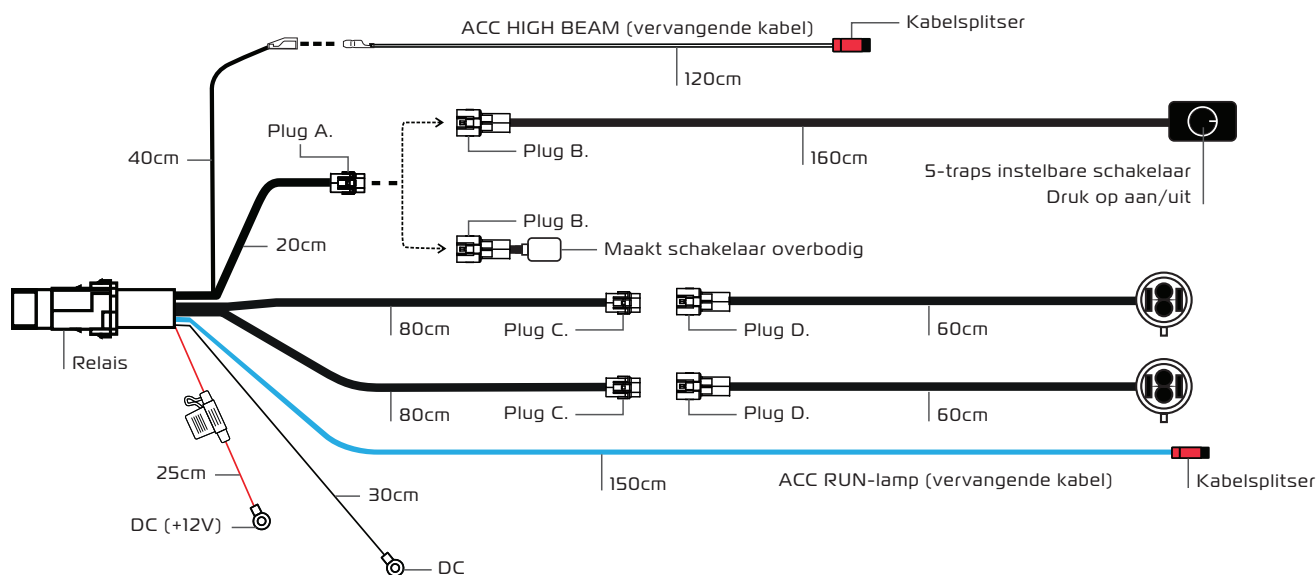 ACC HIGH BEAM (vervangende kabel)
Kabelsplitser
120cm
Plug A.
40cm
Plug B.
160cm
5-traps instelbare schakelaar
Druk op aan/uit
Plug B.
20cm
Maakt schakelaar overbodig
80cm
Plug C.
Plug D.
60cm
Relais
80cm
Plug C.
Plug D.
60cm
25cm
30cm
150cm
ACC RUN-lamp (vervangende kabel)
Kabelsplitser
DC (+12V)
DC